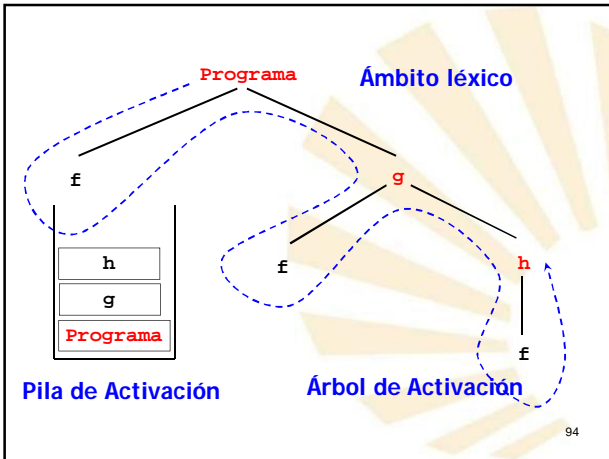 Programa
Ámbito léxico
f
g
f
h
h
g
Programa
f
Pila de Activación
Árbol de Activación
94